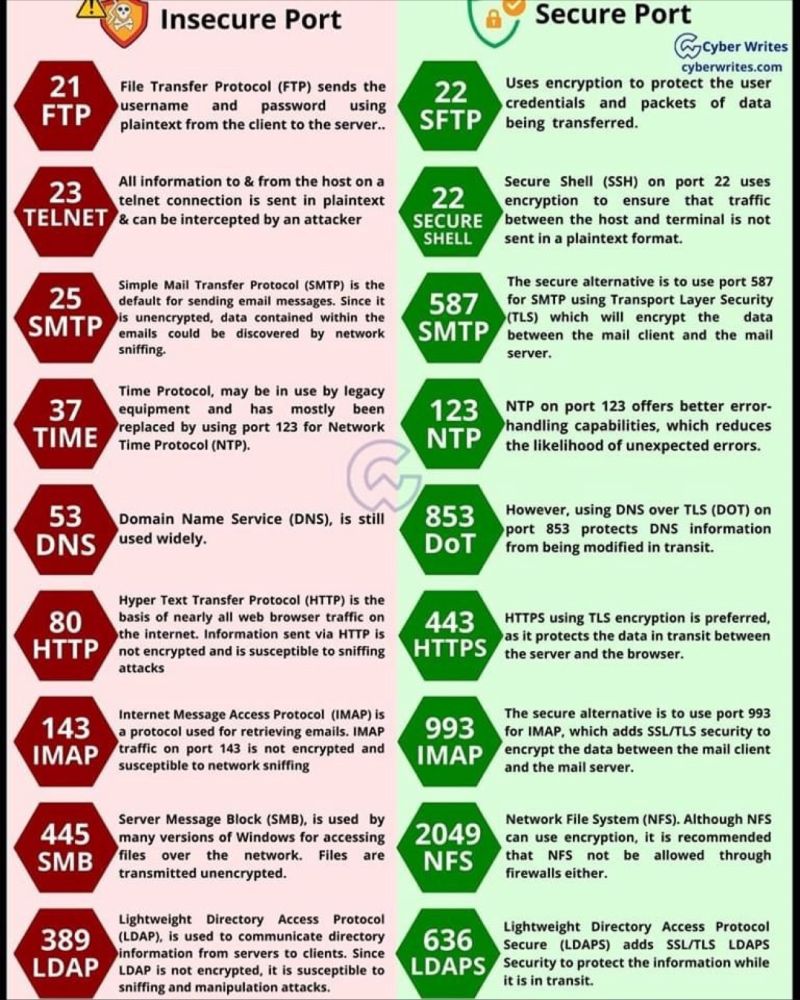 Insecure Port
Secure Port
Cyber Writes
cyberwrites.com
21
FTP
File Transfer Protocol (FTP) sends the
username and password using
plaintext from the client to the server..
22
SFTP
Uses encryption to protect the user
credentials and packets of data
being transferred.
23
TELNET
All information to & from the host on a
telnet connection is sent in plaintext
& can be intercepted by an attacker
22
SECURE
SHELL
Secure Shell (SSH) on port 22 uses
encryption to ensure that traffic
between the host and terminal is not
sent in a plaintext format.
25
SMTP
Simple Mail Transfer Protocol (SMTP) is the
default for sending email messages. Since it
is unencrypted, data contained within the
emails could be discovered by network
sniffing.
587
SMTP
The secure alternative is to use port 587
for SMTP using Transport Layer Security
(TLS) which will encrypt the data
between the mail client and the mail
server.
37
TIME
Time Protocol, may be in use by legacy
equipment and has mostly been
replaced by using port 123 for Network
Time Protocol (NTP).
123
NTP
NTP on port 123 offers better error-
handling capabilities, which reduces
the likelihood of unexpected errors.
53
DNS
Domain Name Service (DNS), is still
used widely.
853
DoT
However, using DNS over TLS (DOT) on
port 853 protects DNS information
from being modified in transit.
80
HTTP
Hyper Text Transfer Protocol (HTTP) is the
basis of nearly all web browser traffic on
the internet. Information sent via HTTP is
not encrypted and is susceptible to sniffing
attacks
443
HTTPS
HTTPS using TLS encryption is preferred,
as it protects the data in transit between
the server and the browser.
143
IMAP
Internet Message Access Protocol (IMAP) is
a protocol used for retrieving emails. IMAP
traffic on port 143 is not encrypted and
susceptible to network sniffing
993
IMAP
The secure alternative is to use port 993
for IMAP, which adds SSL/TLS security to
encrypt the data between the mail client
and the mail server.
445
SMB
Server Message Block (SMB), is used by
many versions of Windows for accessing
files over the network. Files are
transmitted unencrypted.
2049
NFS
Network File System (NFS). Although NFS
can use encryption, it is recommended
that NFS not be allowed through
firewalls either.
389
LDAP
Lightweight Directory Access Protocol
(LDAP), is used to communicate directory
information from servers to clients. Since
LDAP is not encrypted, it is susceptible to
sniffing and manipulation attacks.
636
LDAPS
Lightweight Directory Access Protocol
Secure (LDAPS) adds SSL/TLS LDAPS
Security to protect the information while
it is in transit.